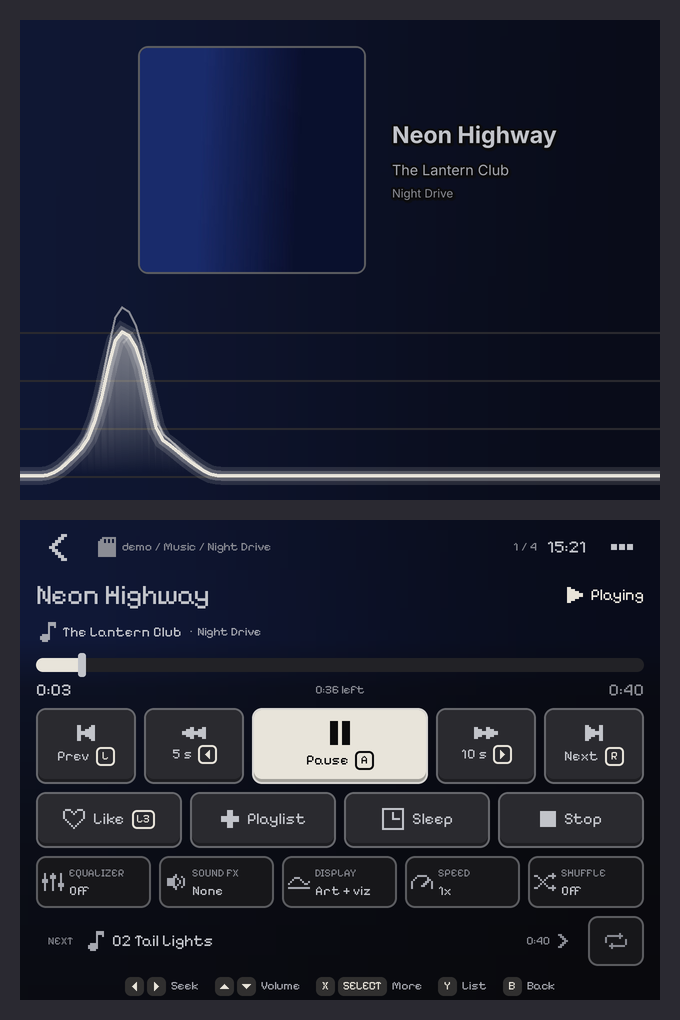 Neon Highway
The Lantern Club
Night Drive
demo / Music / Night Drive
1 / 4 15:21
Neon Highway
Playing
The Lantern Club · Night Drive
0:03 0:36 left 0:40
Prev L
5 s
Pause A
10 s
Next R
Like L3
Playlist
Sleep
Stop
EQUALIZER
Off
SOUND FX
None
DISPLAY
Art + viz
SPEED
1x
SHUFFLE
Off
NEXT 02 Tail Lights 0:40
Seek Volume X SELECT More Y List B Back